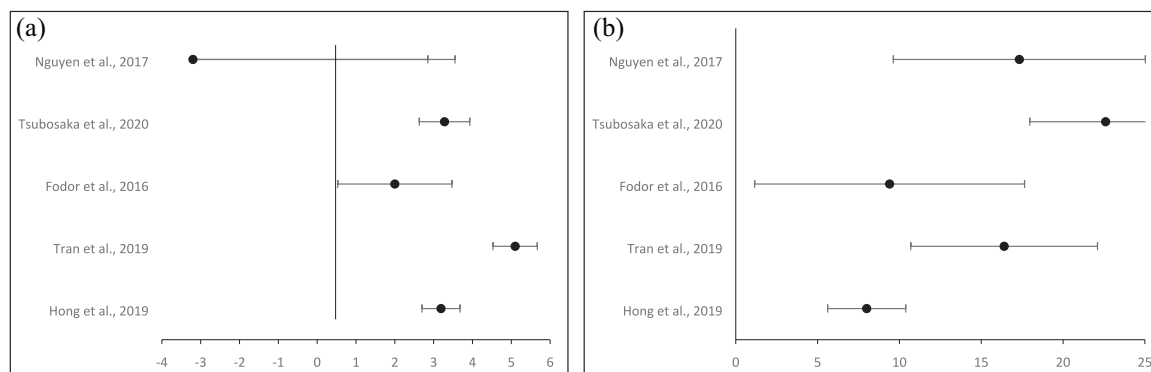 (a)
Nguyen et al., 2017
Tsubosaka et al., 2020
Fodor et al., 2016
Tran et al., 2019
Hong et al., 2019
-4 -3 -2 -1 0 1 2 3 4 5 6
(b)
Nguyen et al., 2017
Tsubosaka et al., 2020
Fodor et al., 2016
Tran et al., 2019
Hong et al., 2019
0 5 10 15 20 25